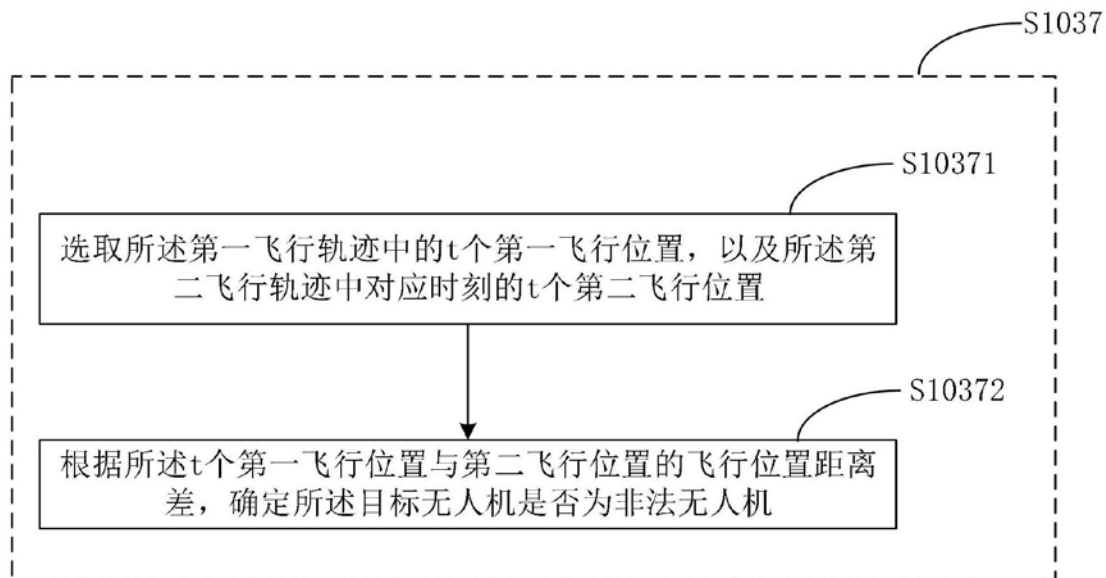 S1037
S10371
选取所述第一飞行轨迹中的t个第一飞行位置，以及所述第
二飞行轨迹中对应时刻的t个第二飞行位置
S10372
根据所述t个第一飞行位置与第二飞行位置的飞行位置距离
差，确定所述目标无人机是否为非法无人机